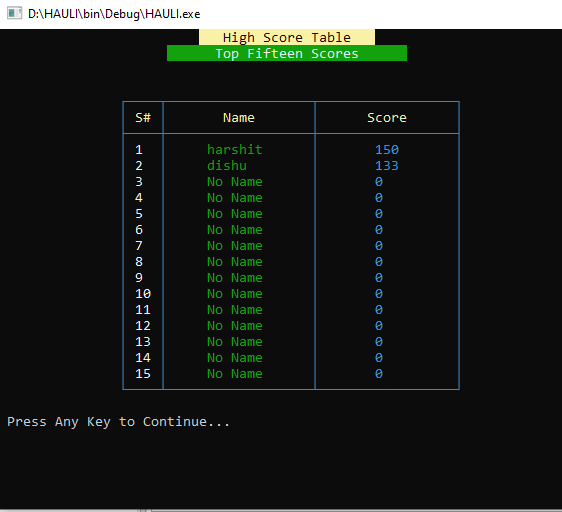 D:\HAULI\bin\Debug\HAULI.exe
High Score Table
Top Fifteen Scores
S# Name Score
1 harshit 150
2 dishu 133
3 No Name 0
4 No Name 0
5 No Name 0
6 No Name 0
7 No Name 0
8 No Name 0
9 No Name 0
10 No Name 0
11 No Name 0
12 No Name 0
13 No Name 0
14 No Name 0
15 No Name 0
Press Any Key to Continue...